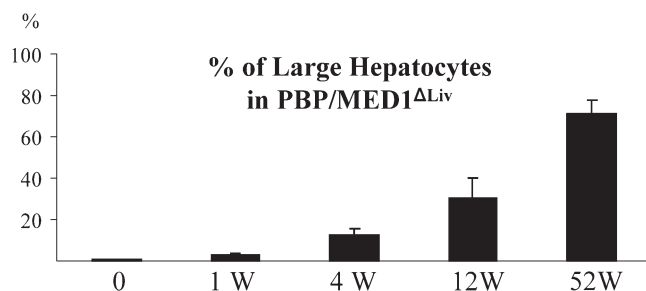 %
% of Large Hepatocytes
in PBP/MED1ΔLiv
100
80
60
40
20
0 1 W 4 W 12W 52W